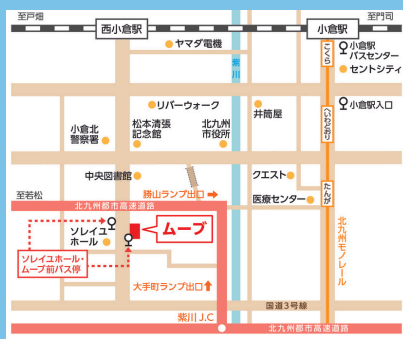 至戸畑
至門司
西小倉駅
小倉駅
ヤマダ電機
紫川
こくら
小倉駅
バスセンター
セントシティ
リバーウォーク
井筒屋
小倉駅入口
へいわどおり
小倉北
警察署
松本清張
記念館
北九州
市役所
中央図書館
クエスト
たんが
至若松
勝山ランプ出口
医療センター
北九州都市高速道路
ムーブ
ソレイユ
ホール
北九州モノレール
ソレイユホール・
ムーブ前バス停
大手町ランプ出口
国道3号線
紫川 J.C
北九州都市高速道路